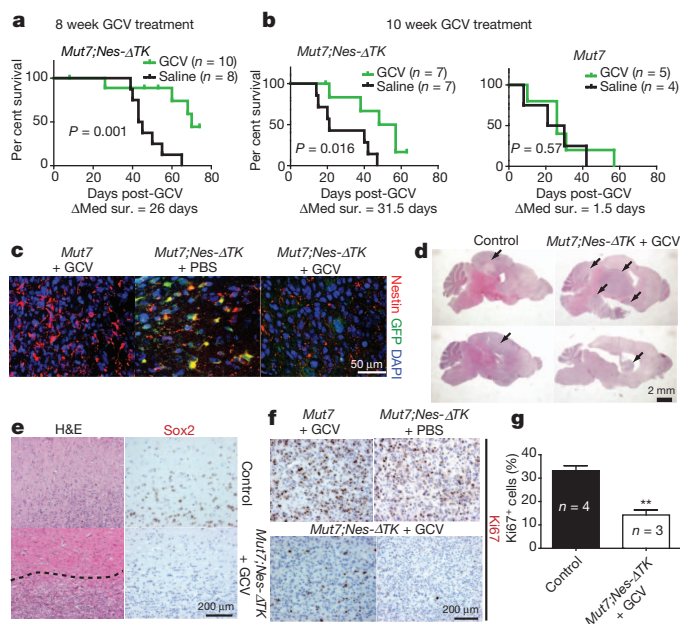 a
8 week GCV treatment
Mut7;Nes-ΔTK
GCV (n = 10)
Saline (n = 8)
Per cent survival
100
50
0
P = 0.001
0 20 40 60 80
Days post-GCV
ΔMed sur. = 26 days
b
10 week GCV treatment
Mut7;Nes-ΔTK
GCV (n = 7)
Saline (n = 7)
Per cent survival
100
50
0
P = 0.016
0 20 40 60 80
Days post-GCV
ΔMed sur. = 31.5 days
Mut7
GCV (n = 5)
Saline (n = 4)
100
50
0
P = 0.57
0 20 40 60 80
Days post-GCV
ΔMed sur. = 1.5 days
c
Mut7
+ GCV
Mut7;Nes-ΔTK
+ PBS
Mut7;Nes-ΔTK
+ GCV
Nestin GFP DAPI
50 μm
d
Control
Mut7;Nes-ΔTK + GCV
2 mm
e
H&E
Sox2
Control
Mut7;Nes-ΔTK
+ GCV
200 μm
f
Mut7
+ GCV
Mut7;Nes-ΔTK
+ PBS
Mut7;Nes-ΔTK + GCV
Ki67
200 μm
g
Ki67+ cells (%)
40
30
20
10
0
n = 4
**
n = 3
Control
Mut7;Nes-ΔTK
+ GCV